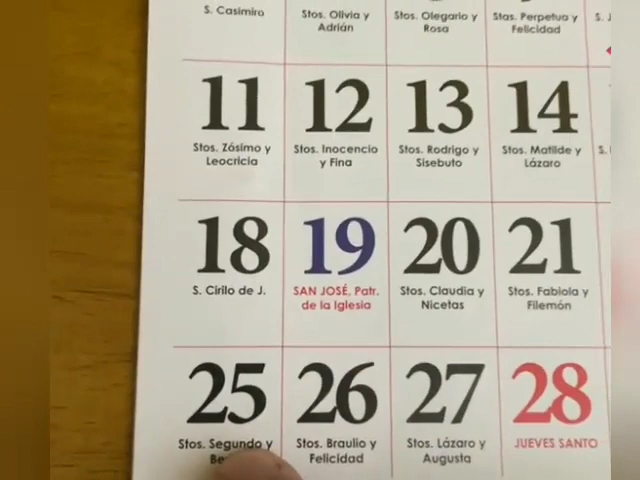 S. Casimiro
Stos. Olivia y
Adrián
Stos. Olegario y
Rosa
Stas. Perpetua y
Felicidad
11
Stos. Zósimo y
Leocricia
12
Stos. Inocencio
y Fina
13
Stos. Rodrigo y
Sisebuto
14
Stos. Matilde y
Lázaro
S.
18
S. Cirilo de J.
19
SAN JOSÉ, Patr.
de la Iglesia
20
Stos. Claudia y
Nicetas
21
Stos. Fabiola y
Filemón
25
Stos. Segundo y
26
Stos. Braulio y
Felicidad
27
Stos. Lázaro y
Augusta
28
JUEVES SANTO